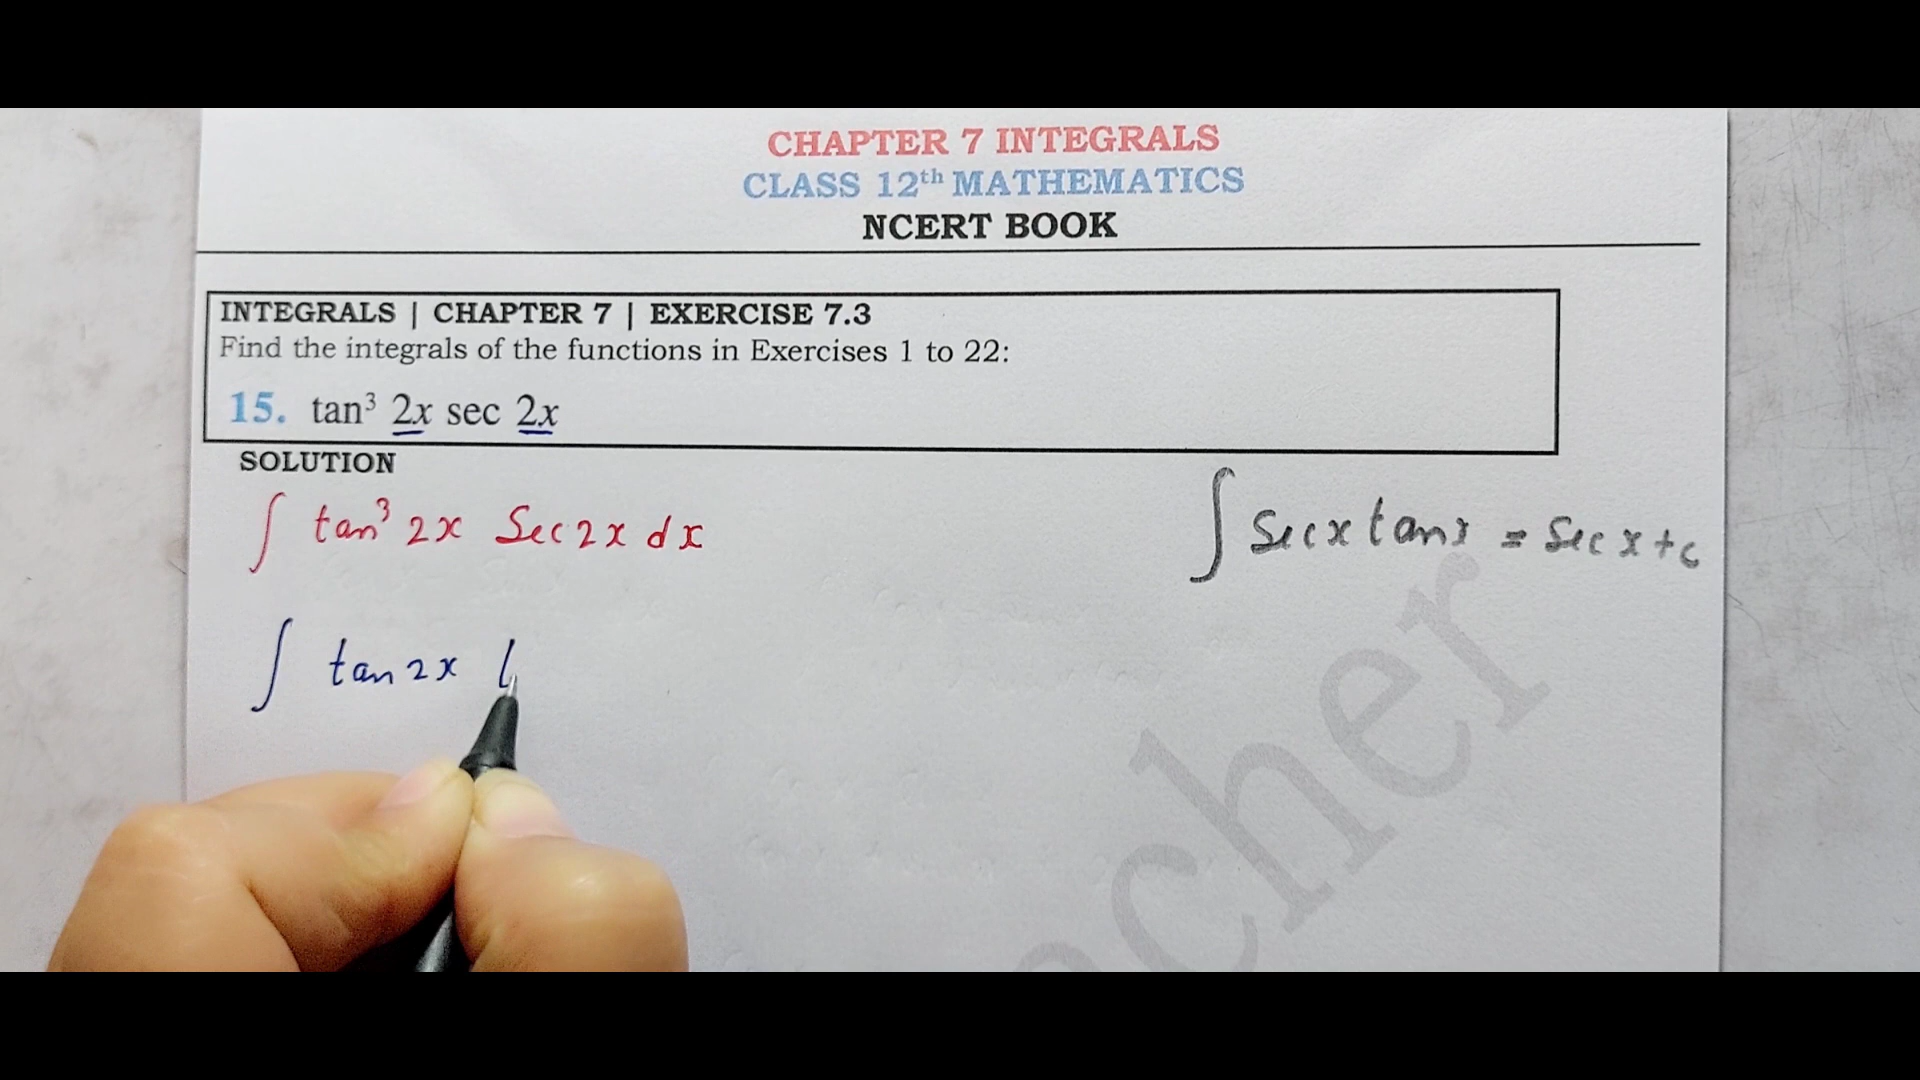 CHAPTER 7 INTEGRALS
CLASS 12th MATHEMATICS
NCERT BOOK
INTEGRALS | CHAPTER 7 | EXERCISE 7.3
Find the integrals of the functions in Exercises 1 to 22:
15. tan³ 2x sec 2x
SOLUTION
∫ tan³ 2x Sec 2x dx
∫ Sec x tan x = Sec x + c
∫ tan 2x (
cher